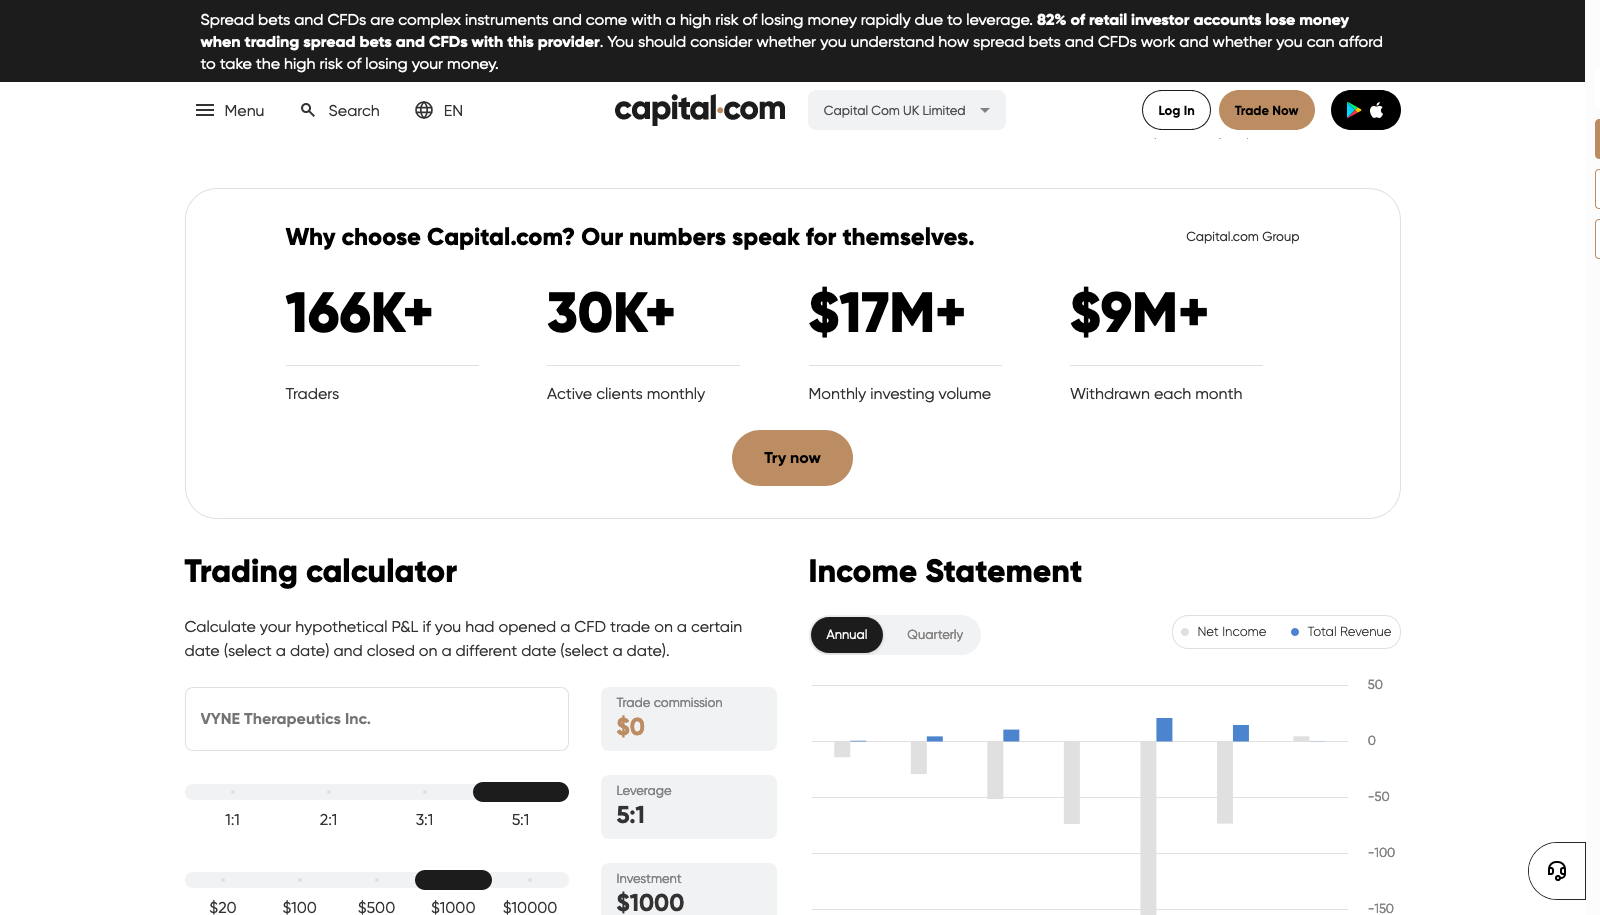 Spread bets and CFDs are complex instruments and come with a high risk of losing money rapidly due to leverage. 82% of retail investor accounts lose money
when trading spread bets and CFDs with this provider. You should consider whether you understand how spread bets and CFDs work and whether you can afford
to take the high risk of losing your money.
Menu Search EN capital.com Capital Com UK Limited Log In Trade Now
Why choose Capital.com? Our numbers speak for themselves. Capital.com Group
166K+ 30K+ $17M+ $9M+
Traders Active clients monthly Monthly investing volume Withdrawn each month
Try now
Trading calculator
Calculate your hypothetical P&L if you had opened a CFD trade on a certain
date (select a date) and closed on a different date (select a date).
VYNE Therapeutics Inc.
Trade commission
$0
1:1 2:1 3:1 5:1
Leverage
5:1
$20 $100 $500 $1000 $10000
Investment
$1000
Income Statement
Annual Quarterly
Net Income Total Revenue
50
0
-50
-100
-150